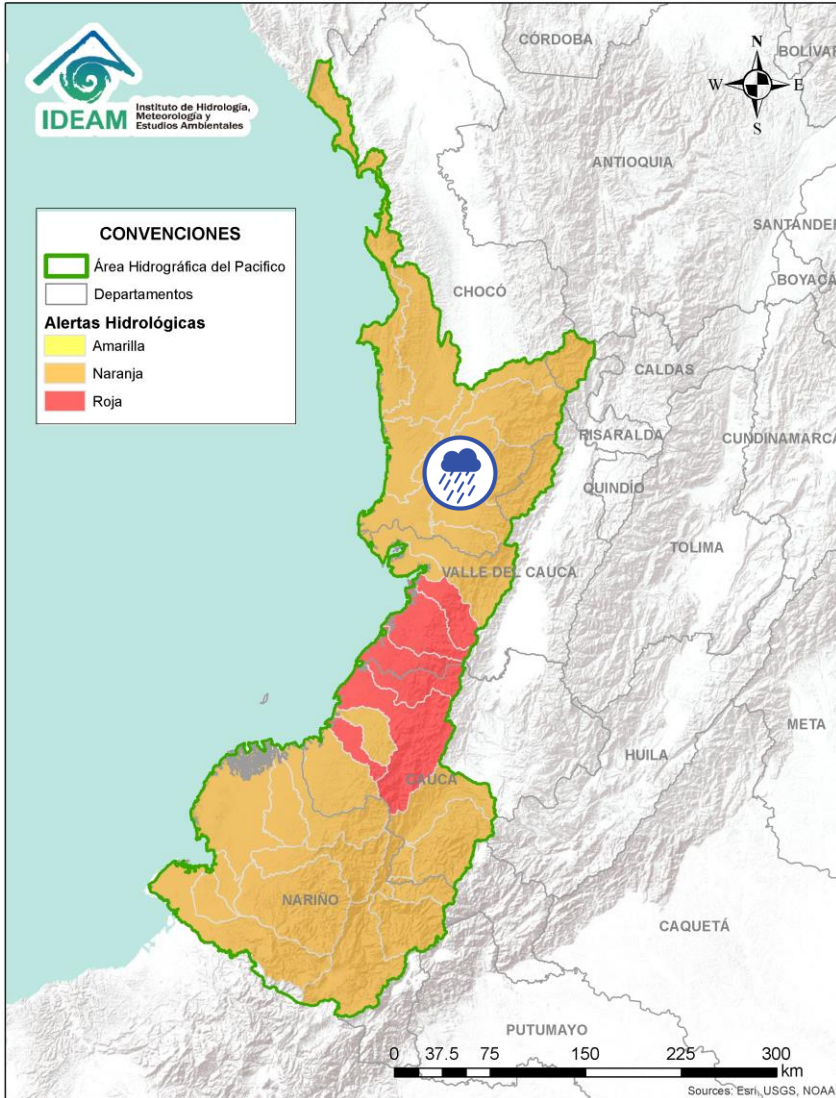 IDEAM
Instituto de Hidrología,
Meteorología y
Estudios Ambientales
CÓRDOBA
BOLÍVAR
N
W
E
S
ANTIOQUIA
SANTANDER
BOYACÁ
CONVENCIONES
Área Hidrográfica del Pacifico
Departamentos
Alertas Hidrológicas
Amarilla
Naranja
Roja
CHOCÓ
CALDAS
RISARALDA
CUNDINAMARCA
QUINDÍO
TOLIMA
VALLE DEL CAUCA
META
HUILA
CAUCA
NARIÑO
CAQUETÁ
PUTUMAYO
0 37.5 75 150 225 300
km
Sources: Esri, USGS, NOAA